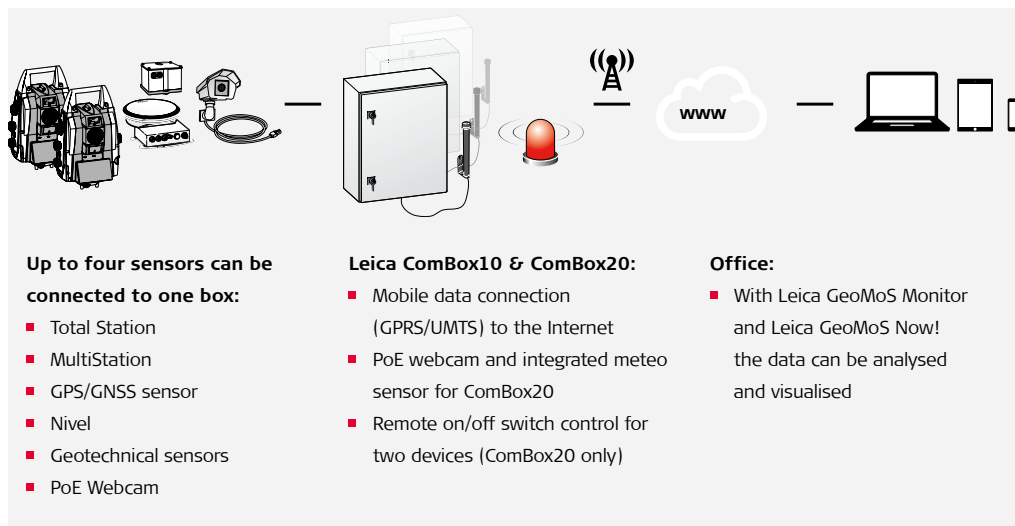 www
Up to four sensors can be
connected to one box:
Total Station
MultiStation
GPS/GNSS sensor
Nivel
Geotechnical sensors
PoE Webcam
Leica ComBox10 & ComBox20:
Mobile data connection
(GPRS/UMTS) to the Internet
PoE webcam and integrated meteo
sensor for ComBox20
Remote on/off switch control for
two devices (ComBox20 only)
Office:
With Leica GeoMoS Monitor
and Leica GeoMoS Now!
the data can be analysed
and visualised